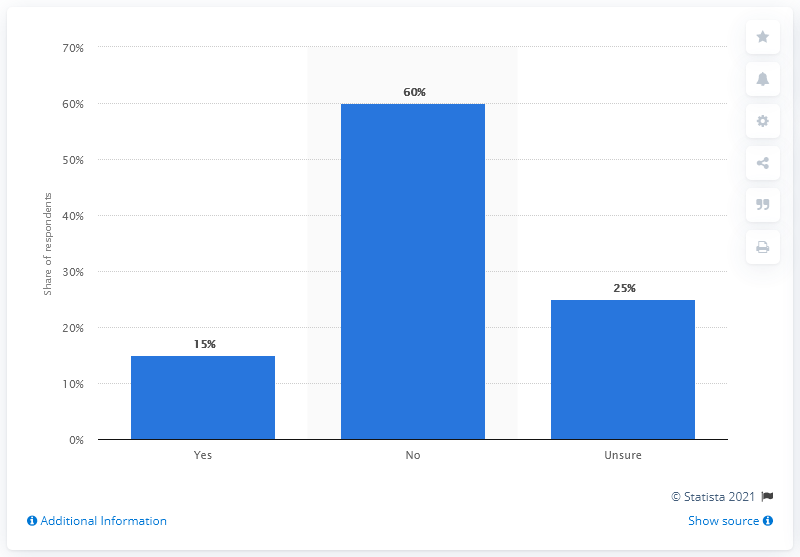 70%
60%
50%
40%
30%
20%
10%
0%
Share of respondents
15%
60%
25%
Yes
No
Unsure
© Statista 2021
Additional Information
Show source